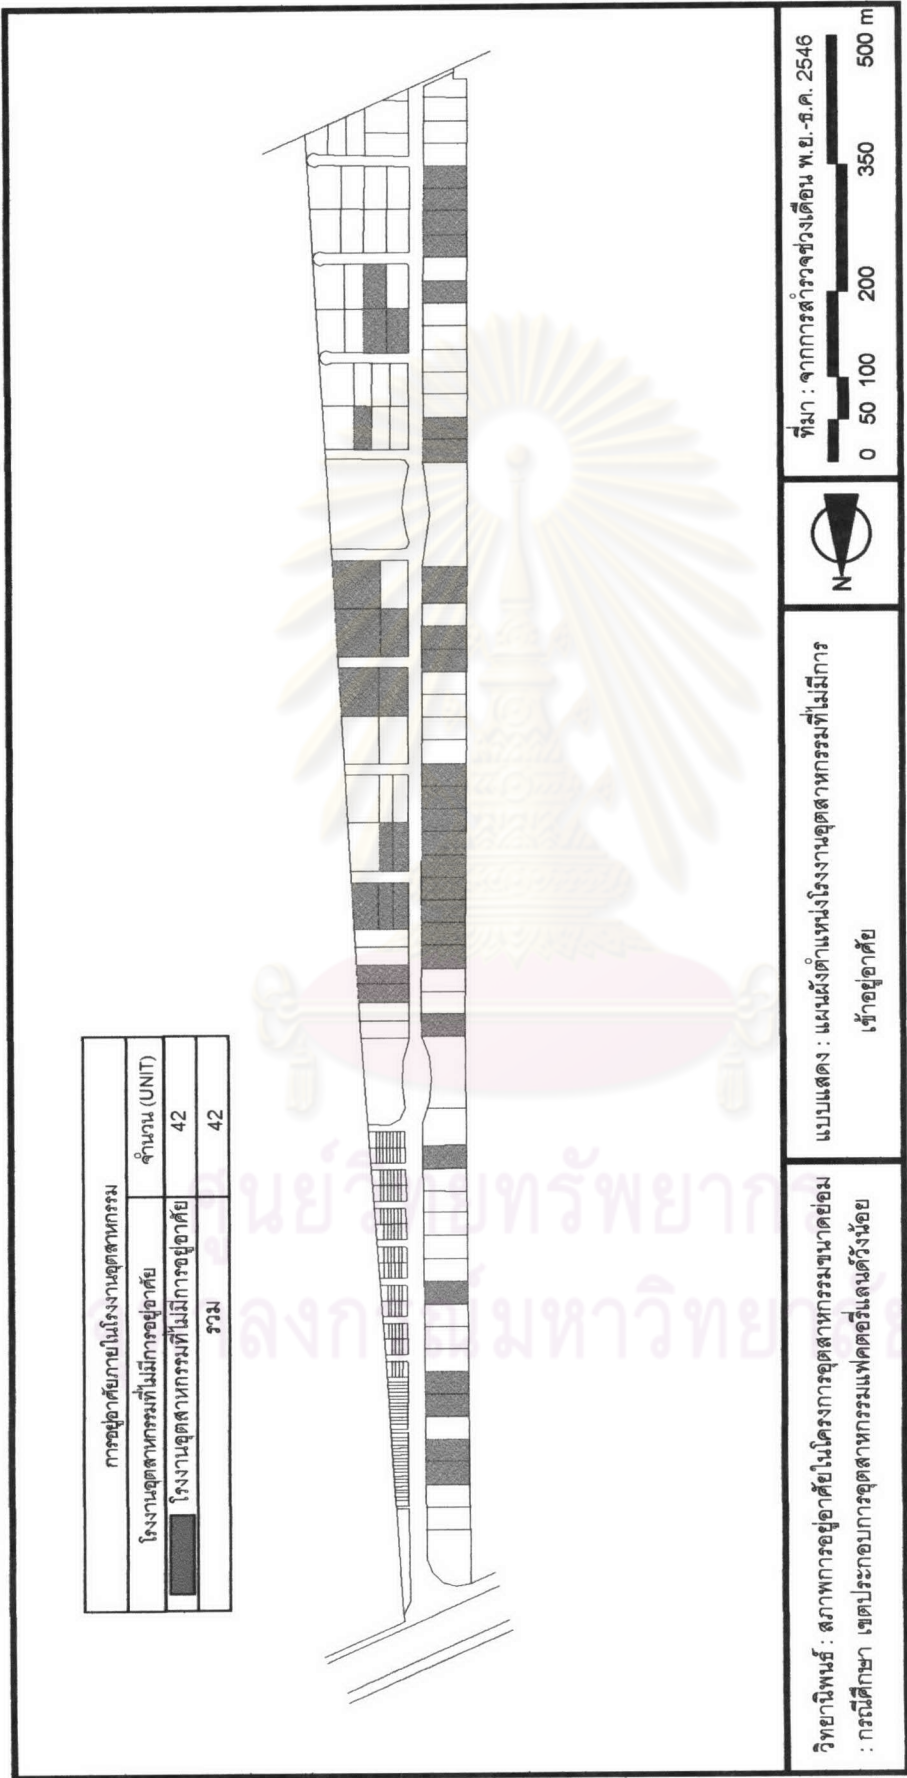 การอยู่อาศัยภายในโรงงานอุตสาหกรรม
โรงงานอุตสาหกรรมที่ไม่มีการอยู่อาศัย จำนวน (UNIT)
โรงงานอุตสาหกรรมที่ไม่มีการอยู่อาศัย 42
รวม 42
ศูนย์วิทยทรัพยากร
จุฬาลงกรณ์มหาวิทยาลัย
วิทยานิพนธ์ : สภาพการอยู่อาศัยในโครงการอุตสาหกรรมขนาดย่อม
: กรณีศึกษา เขตประกอบการอุตสาหกรรมแฟคตอรี่แลนด์วังน้อย
แบบแสดง : แผนผังตำแหน่งโรงงานอุตสาหกรรมที่ไม่มีการ
เข้าอยู่อาศัย
N
ที่มา : จากการสำรวจช่วงเดือน พ.ย.-ธ.ค. 2546
0 50 100 200 350 500 m